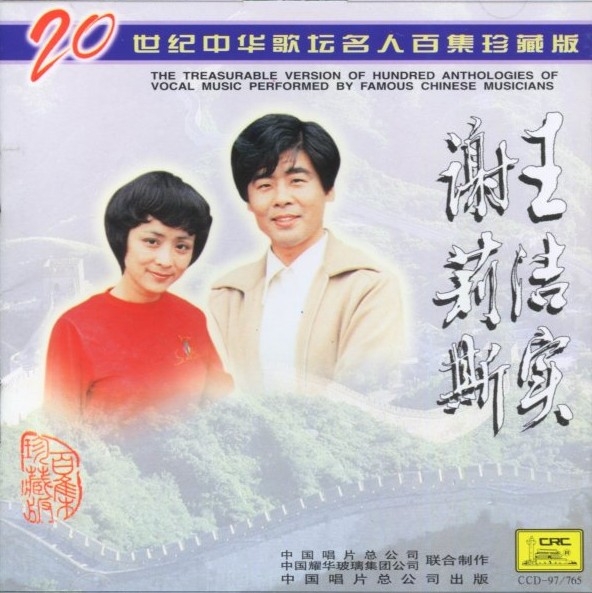 20世纪中华歌坛名人百集珍藏版
THE TREASURABLE VERSION OF HUNDRED ANTHOLOGIES OF
VOCAL MUSIC PERFORMED BY FAMOUS CHINESE MUSICIANS
王洁实
谢莉斯
百集
珍藏版
中国唱片总公司
中国耀华玻璃集团公司
联合制作
中国唱片总公司出版
CRC
CCD-97/765